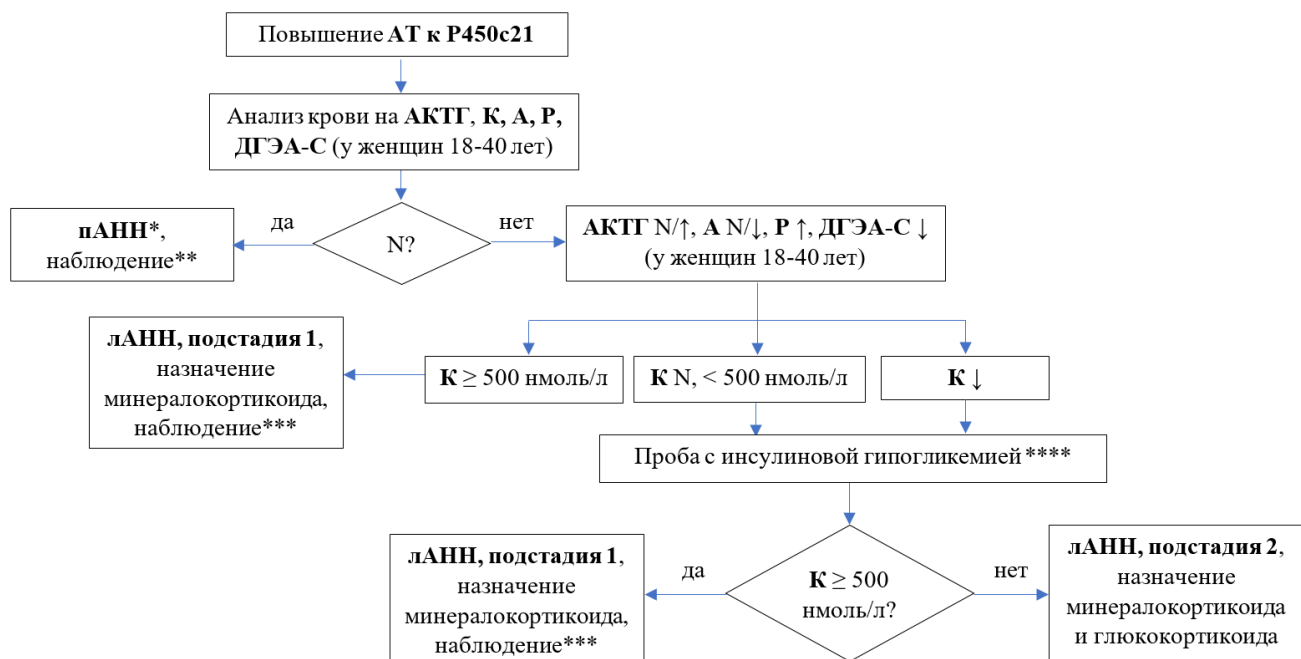 Повышение АТ к Р450с21
Анализ крови на АКТГ, К, А, Р,
ДГЭА-С (у женщин 18-40 лет)
пАНН*,
наблюдение**
да
N?
нет
АКТГ N/↑, А N/↓, Р ↑, ДГЭА-С ↓
(у женщин 18-40 лет)
лАНН, подстадия 1,
назначение
минералокортикоида,
наблюдение***
К ≥ 500 нмоль/л
К N, < 500 нмоль/л
К ↓
Проба с инсулиновой гипогликемией ****
лАНН, подстадия 1,
назначение
минералокортикоида,
наблюдение***
да
К ≥ 500
нмоль/л?
нет
лАНН, подстадия 2,
назначение
минералокортикоида
и глюкокортикоида